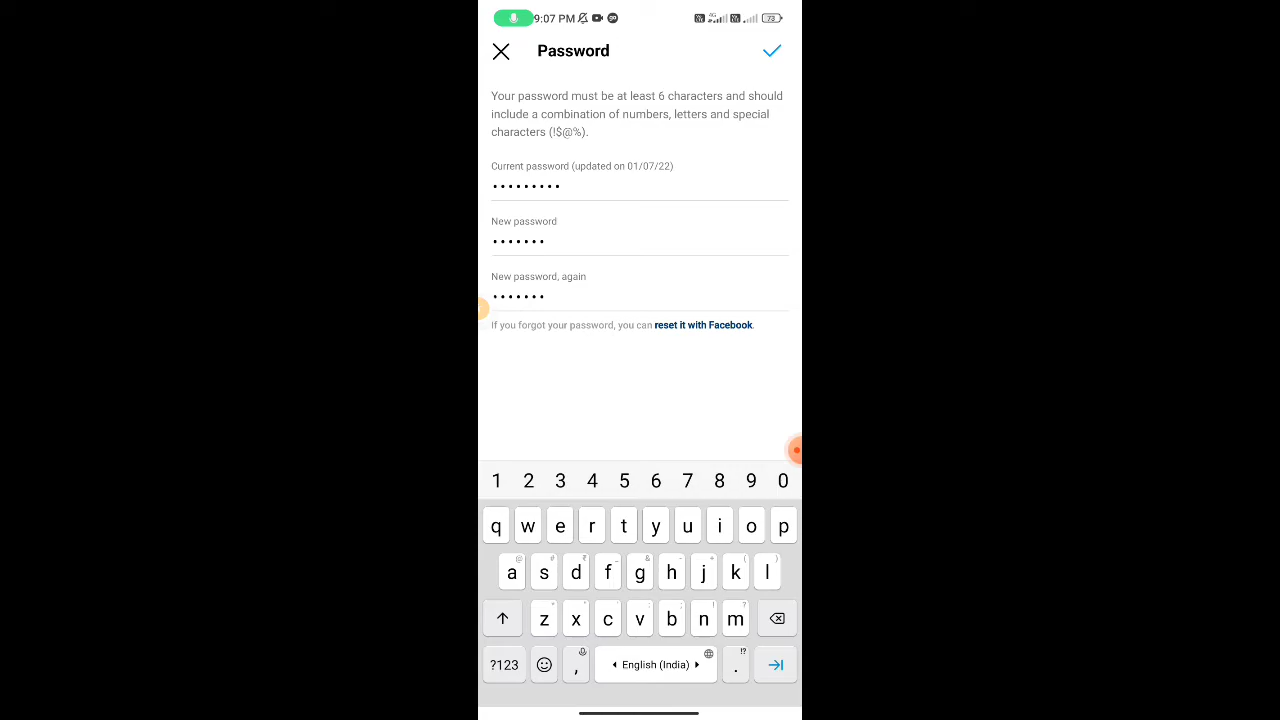 9:07 PM 4G 73
Password
Your password must be at least 6 characters and should
include a combination of numbers, letters and special
characters (!$@%).
Current password (updated on 01/07/22)
•••••••••
New password
•••••••
New password, again
•••••••
If you forgot your password, you can reset it with Facebook.
1 2 3 4 5 6 7 8 9 0
q w e r t y u i o p
@ # ₹ _ & - + ( )
a s d f g h j k l
* " ' : ; ! ?
z x c v b n m
!?
?123 , English (India) .